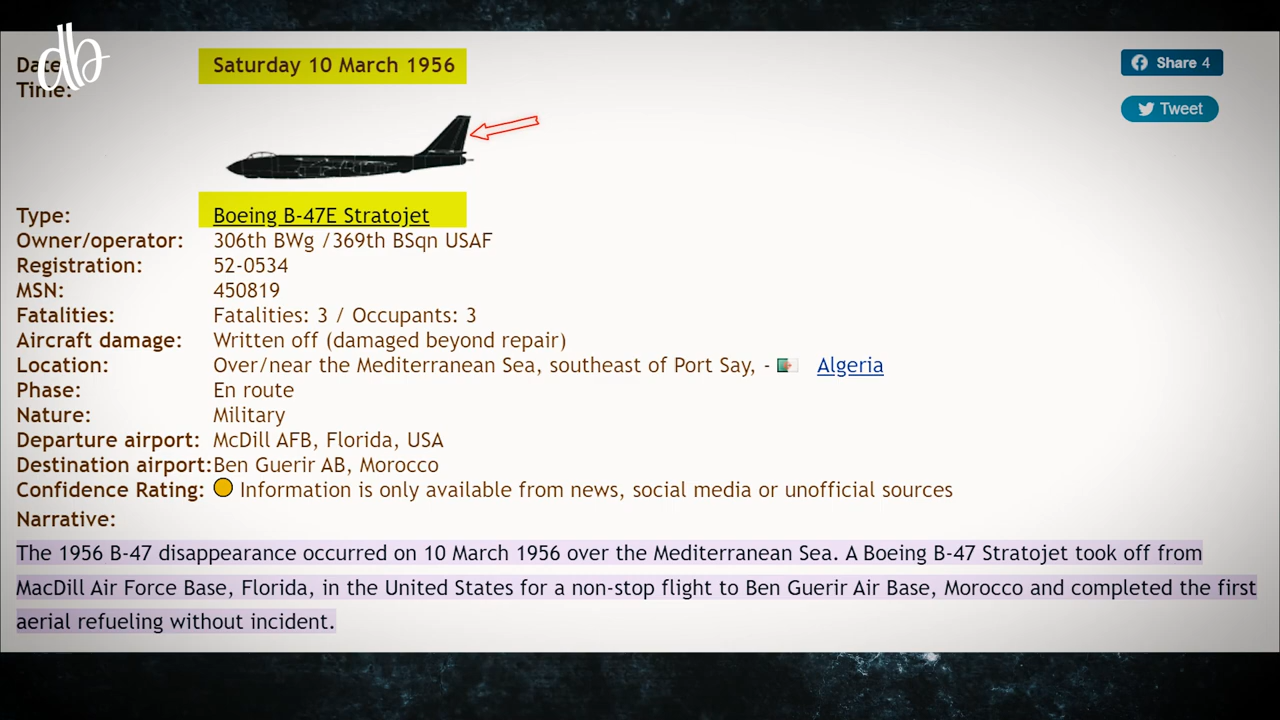 db
Date:
Saturday 10 March 1956
Share 4
Time:
Tweet
Type: Boeing B-47E Stratojet
Owner/operator: 306th BWg /369th BSqn USAF
Registration: 52-0534
MSN: 450819
Fatalities: Fatalities: 3 / Occupants: 3
Aircraft damage: Written off (damaged beyond repair)
Location: Over/near the Mediterranean Sea, southeast of Port Say, - Algeria
Phase: En route
Nature: Military
Departure airport: McDill AFB, Florida, USA
Destination airport: Ben Guerir AB, Morocco
Confidence Rating: Information is only available from news, social media or unofficial sources
Narrative:
The 1956 B-47 disappearance occurred on 10 March 1956 over the Mediterranean Sea. A Boeing B-47 Stratojet took off from
MacDill Air Force Base, Florida, in the United States for a non-stop flight to Ben Guerir Air Base, Morocco and completed the first
aerial refueling without incident.